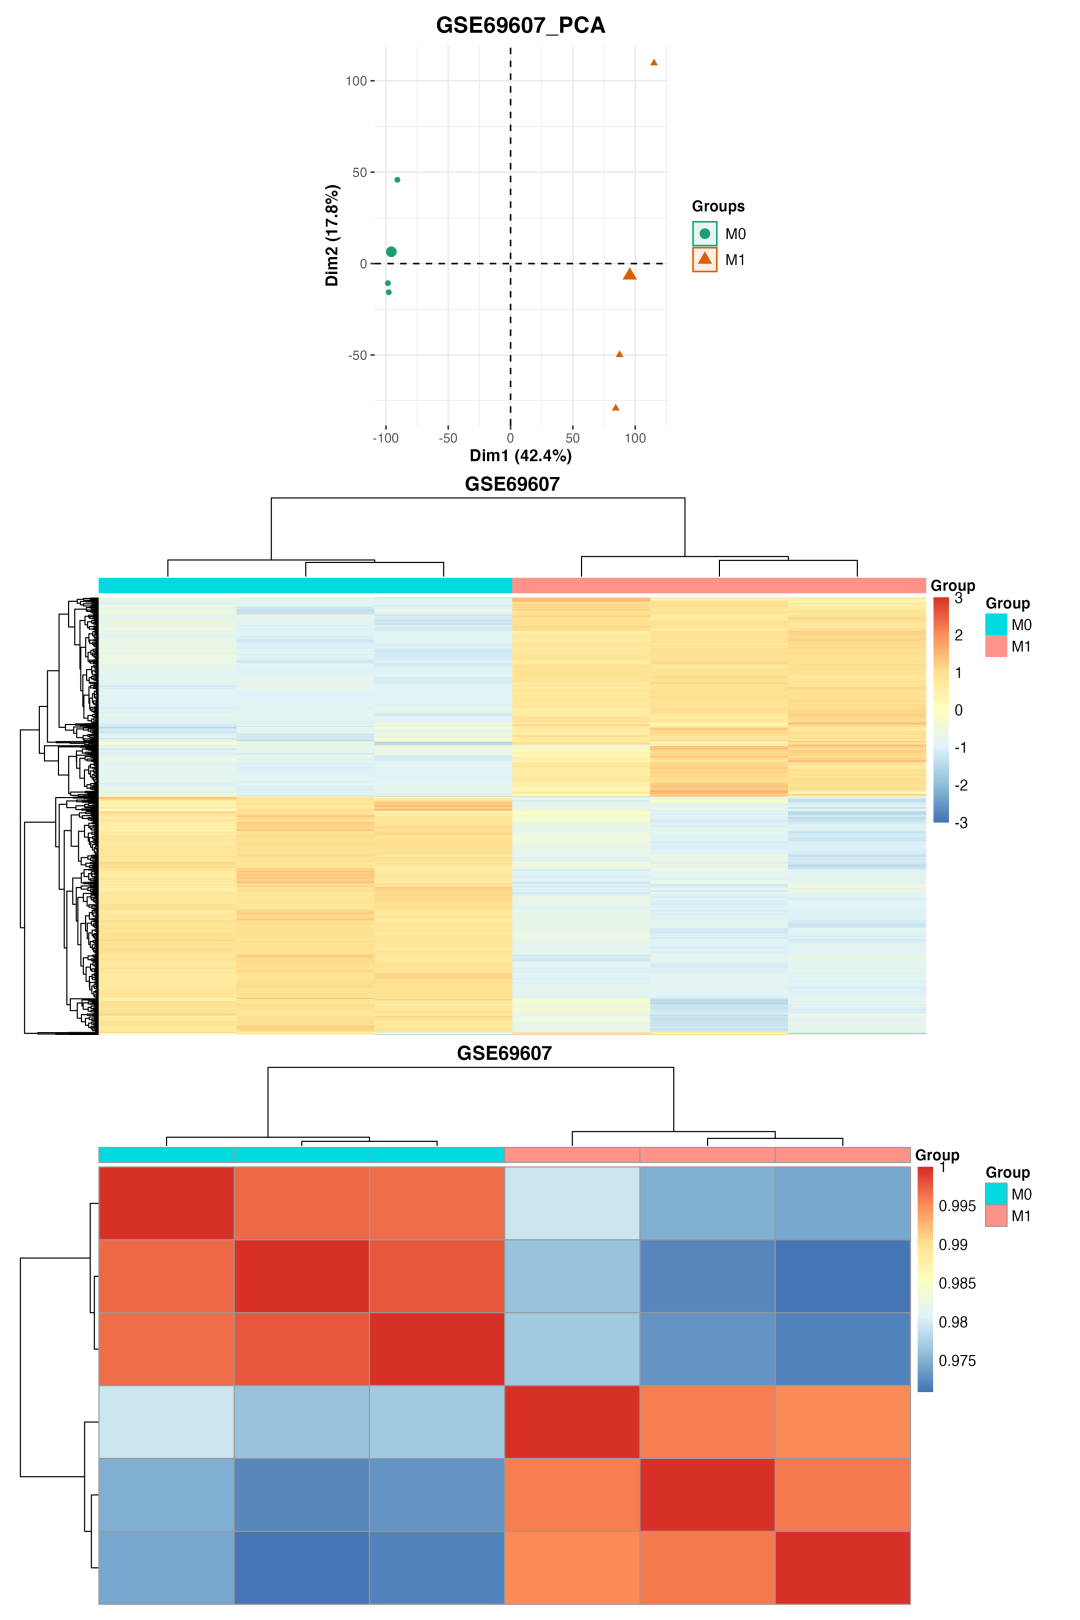 GSE69607_PCA
100
50
0
-50
-100
-50
0
50
100
Dim2 (17.8%)
Dim1 (42.4%)
Groups
M0
M1
GSE69607
Group
3
2
1
0
-1
-2
-3
Group
M0
M1
GSE69607
Group
1
0.995
0.99
0.985
0.98
0.975
Group
M0
M1